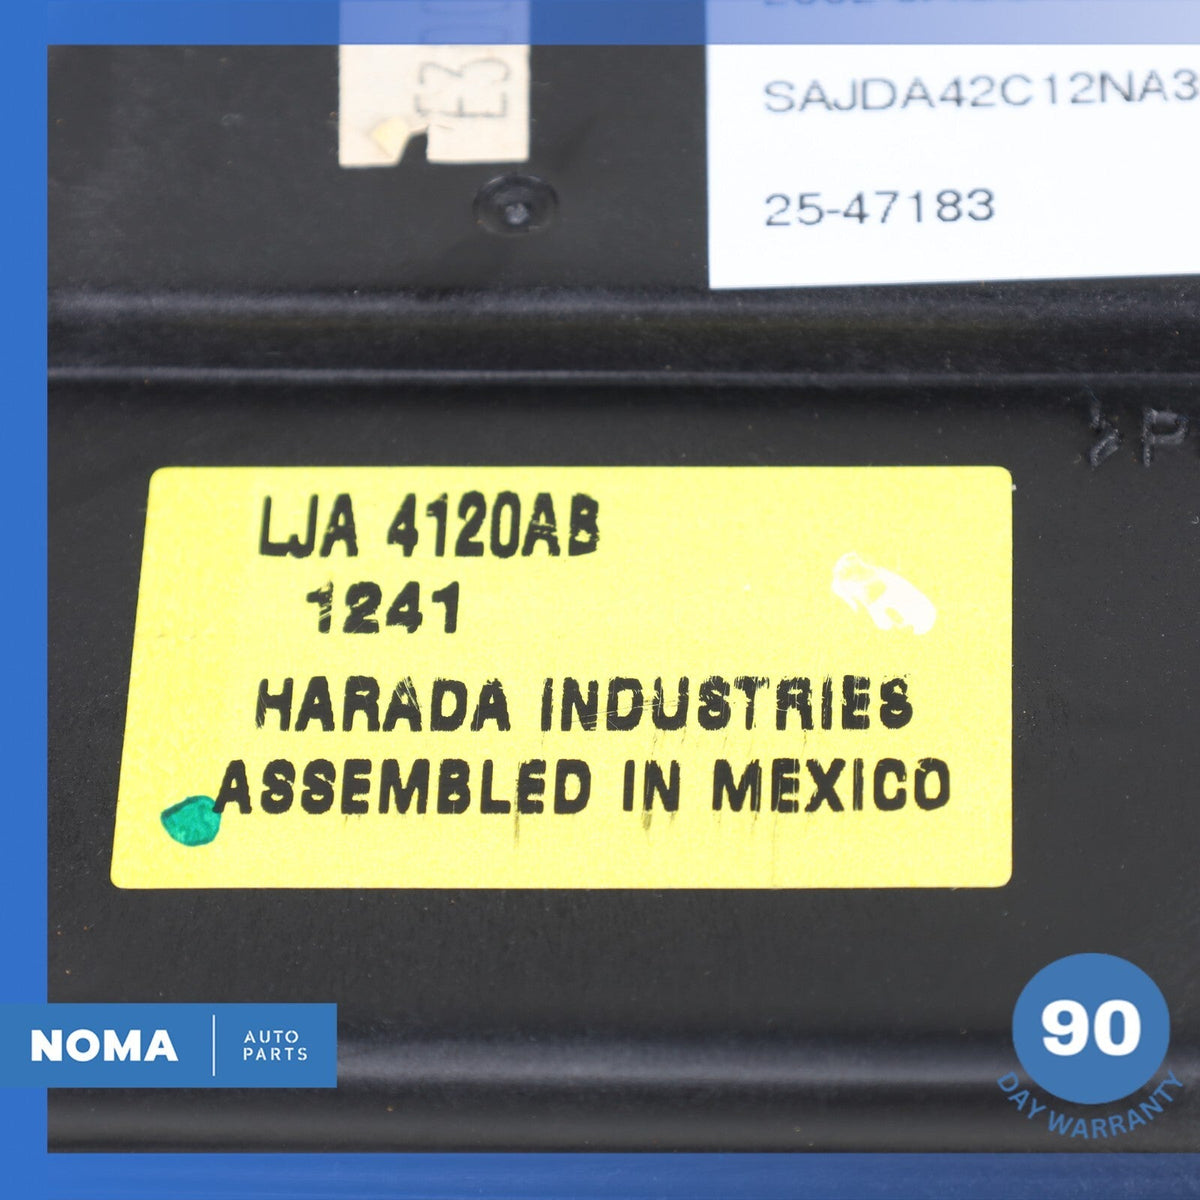 SAJDA42C12NA3
25-47183
LJA 4120AB
1241
HARADA INDUSTRIES
ASSEMBLED IN MEXICO
NOMA
AUTO
PARTS
90
DAY WARRANTY